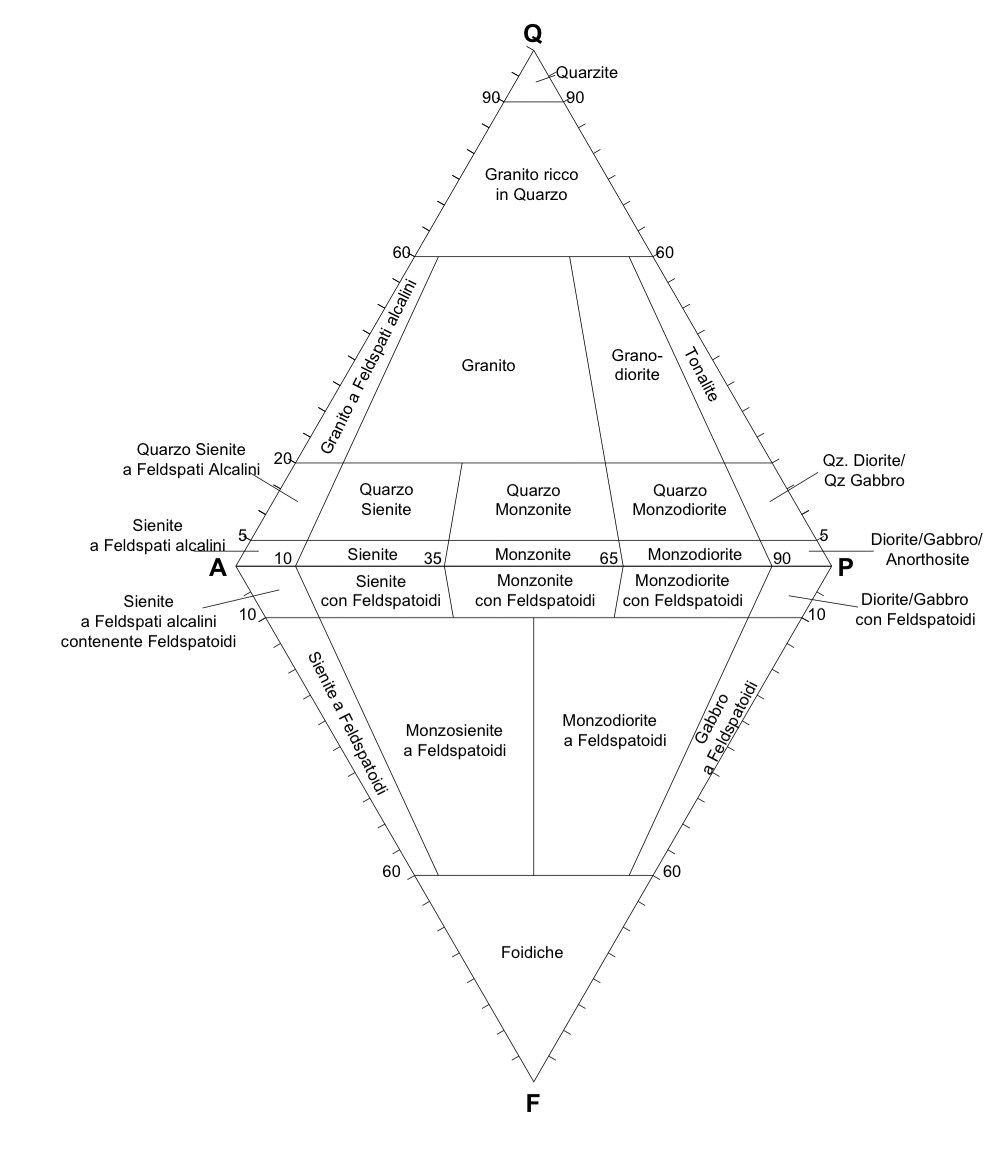 Q
Quarzite
90
90
Granito ricco
in Quarzo
60
60
Granito a Feldspati alcalini
Granito
Grano-
diorite
Tonalite
Quarzo Sienite
a Feldspati Alcalini
20
Qz. Diorite/
Qz Gabbro
Quarzo
Sienite
Quarzo
Monzonite
Quarzo
Monzodiorite
Sienite
a Feldspati alcalini
5
5
Diorite/Gabbro/
Anorthosite
A
10
Sienite
35
Monzonite
65
Monzodiorite
90
P
Sienite
con Feldspatoidi
Monzonite
con Feldspatoidi
Monzodiorite
con Feldspatoidi
Sienite
a Feldspati alcalini
contenente Feldspatoidi
10
10
Diorite/Gabbro
con Feldspatoidi
Sienite a Feldspatoidi
Monzosienite
a Feldspatoidi
Monzodiorite
a Feldspatoidi
Gabbro
a Feldspatoidi
60
60
Foidiche
F